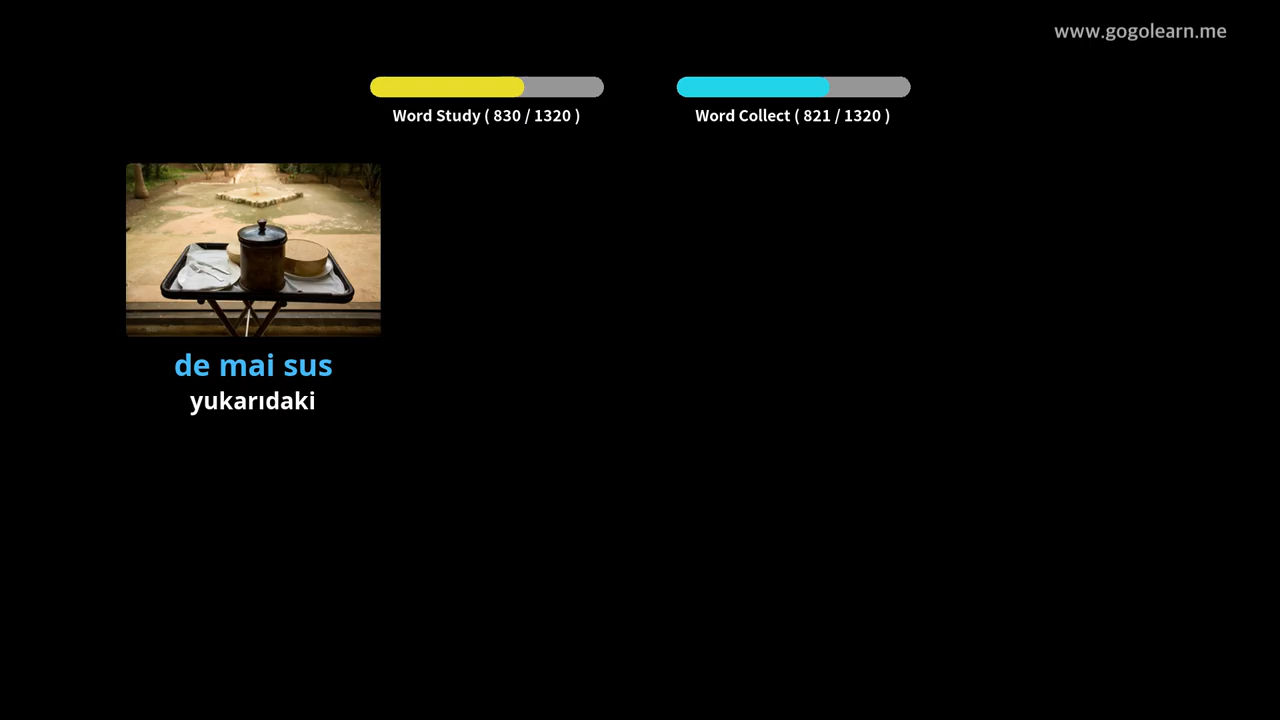 www.gogolearn.me
Word Study ( 830 / 1320 )
Word Collect ( 821 / 1320 )
de mai sus
yukarıdaki